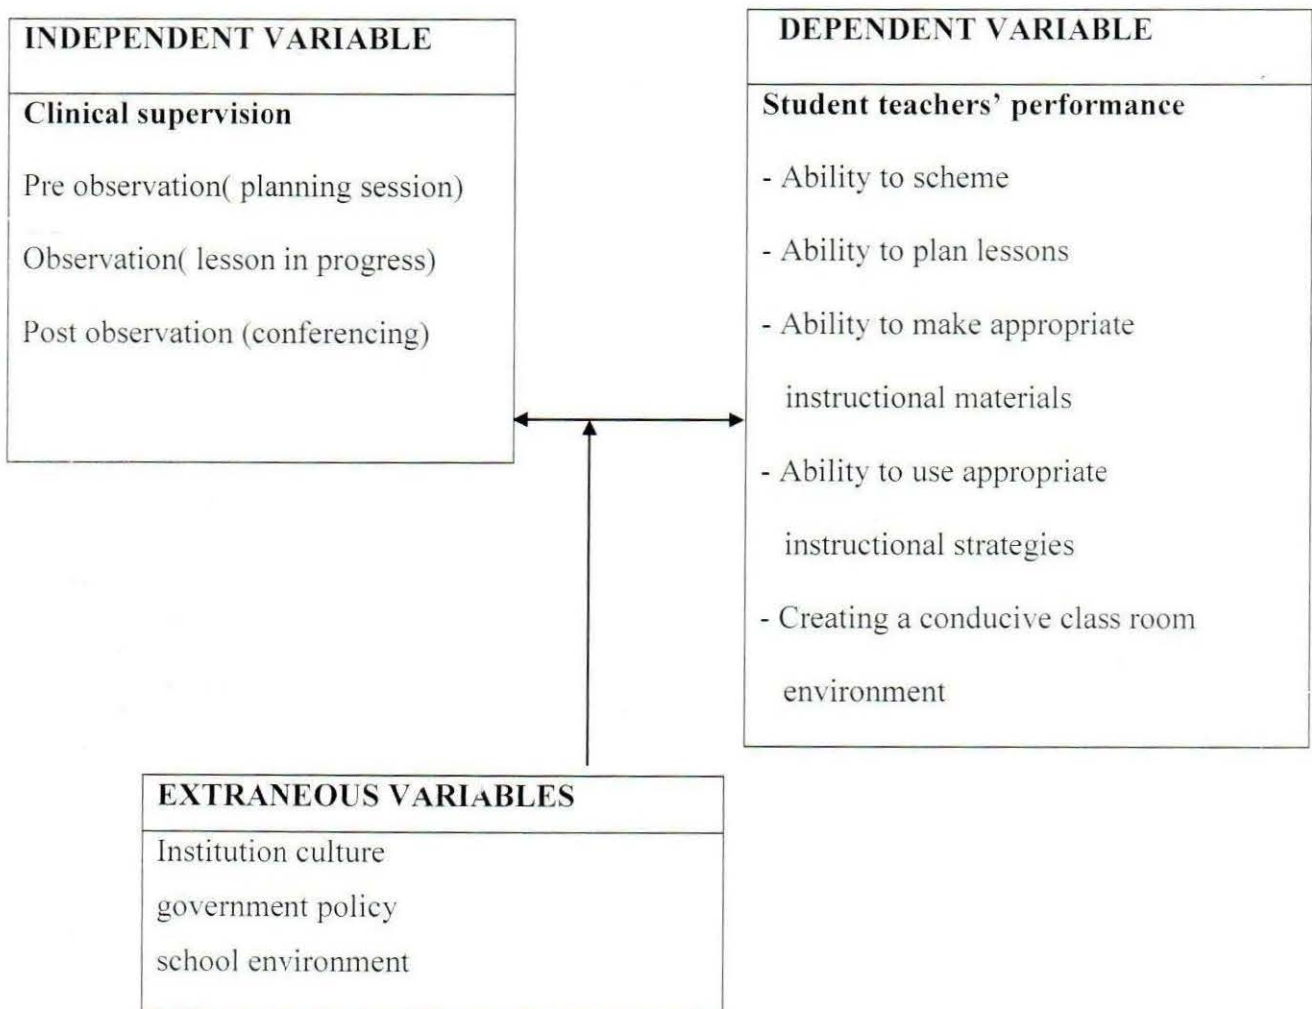 INDEPENDENT VARIABLE
Clinical supervision
Pre observation( planning session)
Observation( lesson in progress)
Post observation (conferencing)
DEPENDENT VARIABLE
Student teachers’ performance
- Ability to scheme
- Ability to plan lessons
- Ability to make appropriate
instructional materials
- Ability to use appropriate
instructional strategies
- Creating a conducive class room
environment
EXTRANEOUS VARIABLES
Institution culture
government policy
school environment